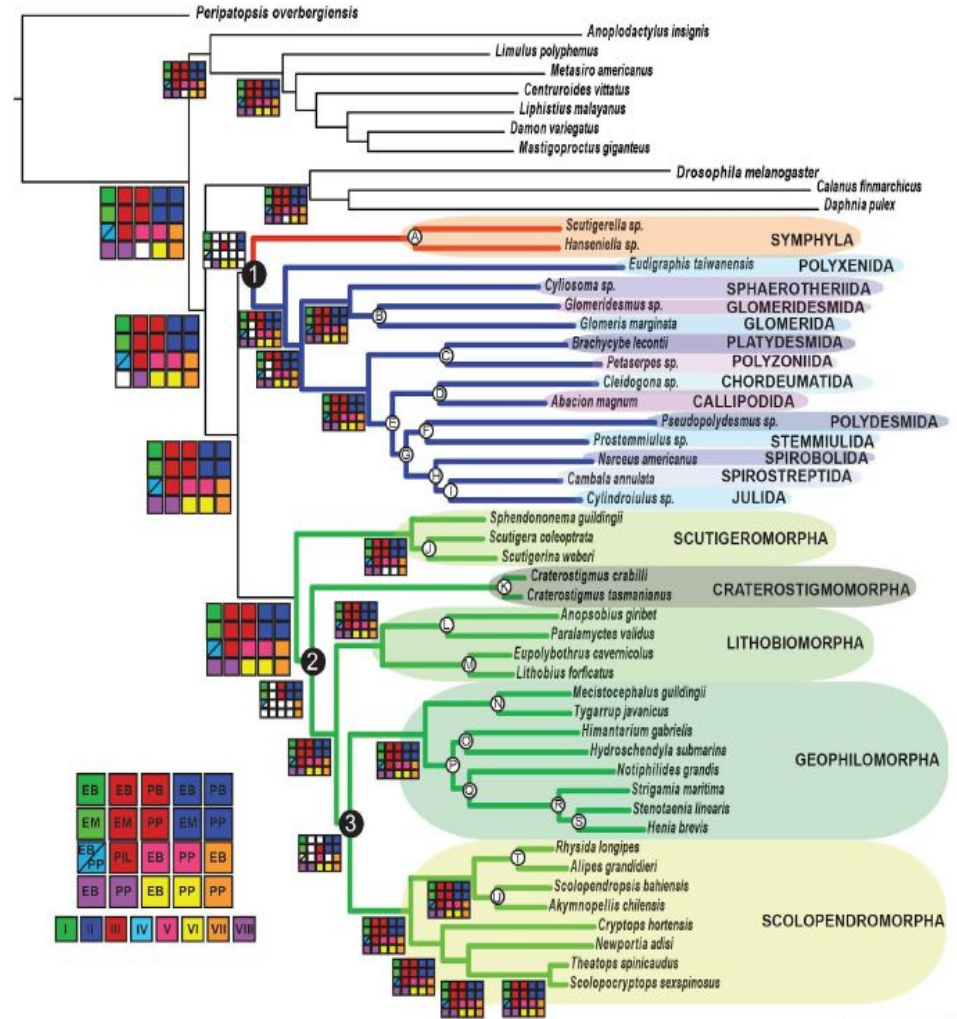 Peripatopsis overbergiensis
Anoplodactylus insignis
Limulus polyphemus
Metasiro americanus
Centruroides vittatus
Liphistius malayanus
Damon variegatus
Mastigoproctus giganteus
Drosophila melanogaster
Calanus finmarchicus
Daphnia pulex
Scutigerella sp.
A SYMPHYLA
Hanseniella sp.
1 Eudigraphis taiwanensis POLYXENIDA
Cyliosoma sp. SPHAEROTHERIIDA
Glomeridesmus sp. GLOMERIDESMIDA
B
Glomeris marginata GLOMERIDA
Brachycybe lecontii PLATYDESMIDA
C
Petaserpes sp. POLYZONIIDA
Cleidogona sp. CHORDEUMATIDA
D
Abacion magnum CALLIPODIDA
E Pseudopolydesmus sp. POLYDESMIDA
F
Prostemmiulus sp. STEMMIULIDA
G
Narceus americanus SPIROBOLIDA
H
Cambala annulata SPIROSTREPTIDA
I
Cylindroiulus sp. JULIDA
Sphendononema guildingii
Scutigera coleoptrata SCUTIGEROMORPHA
J
Scutigerina weberi
Craterostigmus crabilli
K CRATEROSTIGMOMORPHA
Craterostigmus tasmanianus
Anopsobius giribet
L
Paralamyctes validus LITHOBIOMORPHA
2 Eupolybothrus cavernicolus
M
Lithobius forficatus
Mecistocephalus guildingii
N
Tygarrup javanicus
Himantarium gabrielis
O
Hydroschendyla submarina GEOPHILOMORPHA
P
Notiphilides grandis
Q
Strigamia maritima
R
Stenotaenia linearis
S
3 Henia brevis
Rhysida longipes
T
Alipes grandidieri
Scolopendropsis bahiensis
U
Akymnopellis chilensis
SCOLOPENDROMORPHA
Cryptops hortensis
Newportia adisi
Theatops spinicaudus
Scolopocryptops sexspinosus
EB EB PB EB PB
EM EM PP EM PP
EB/PP PIL EB PP EB
EB PP EB PP PP
I II III IV V VI VII VIII